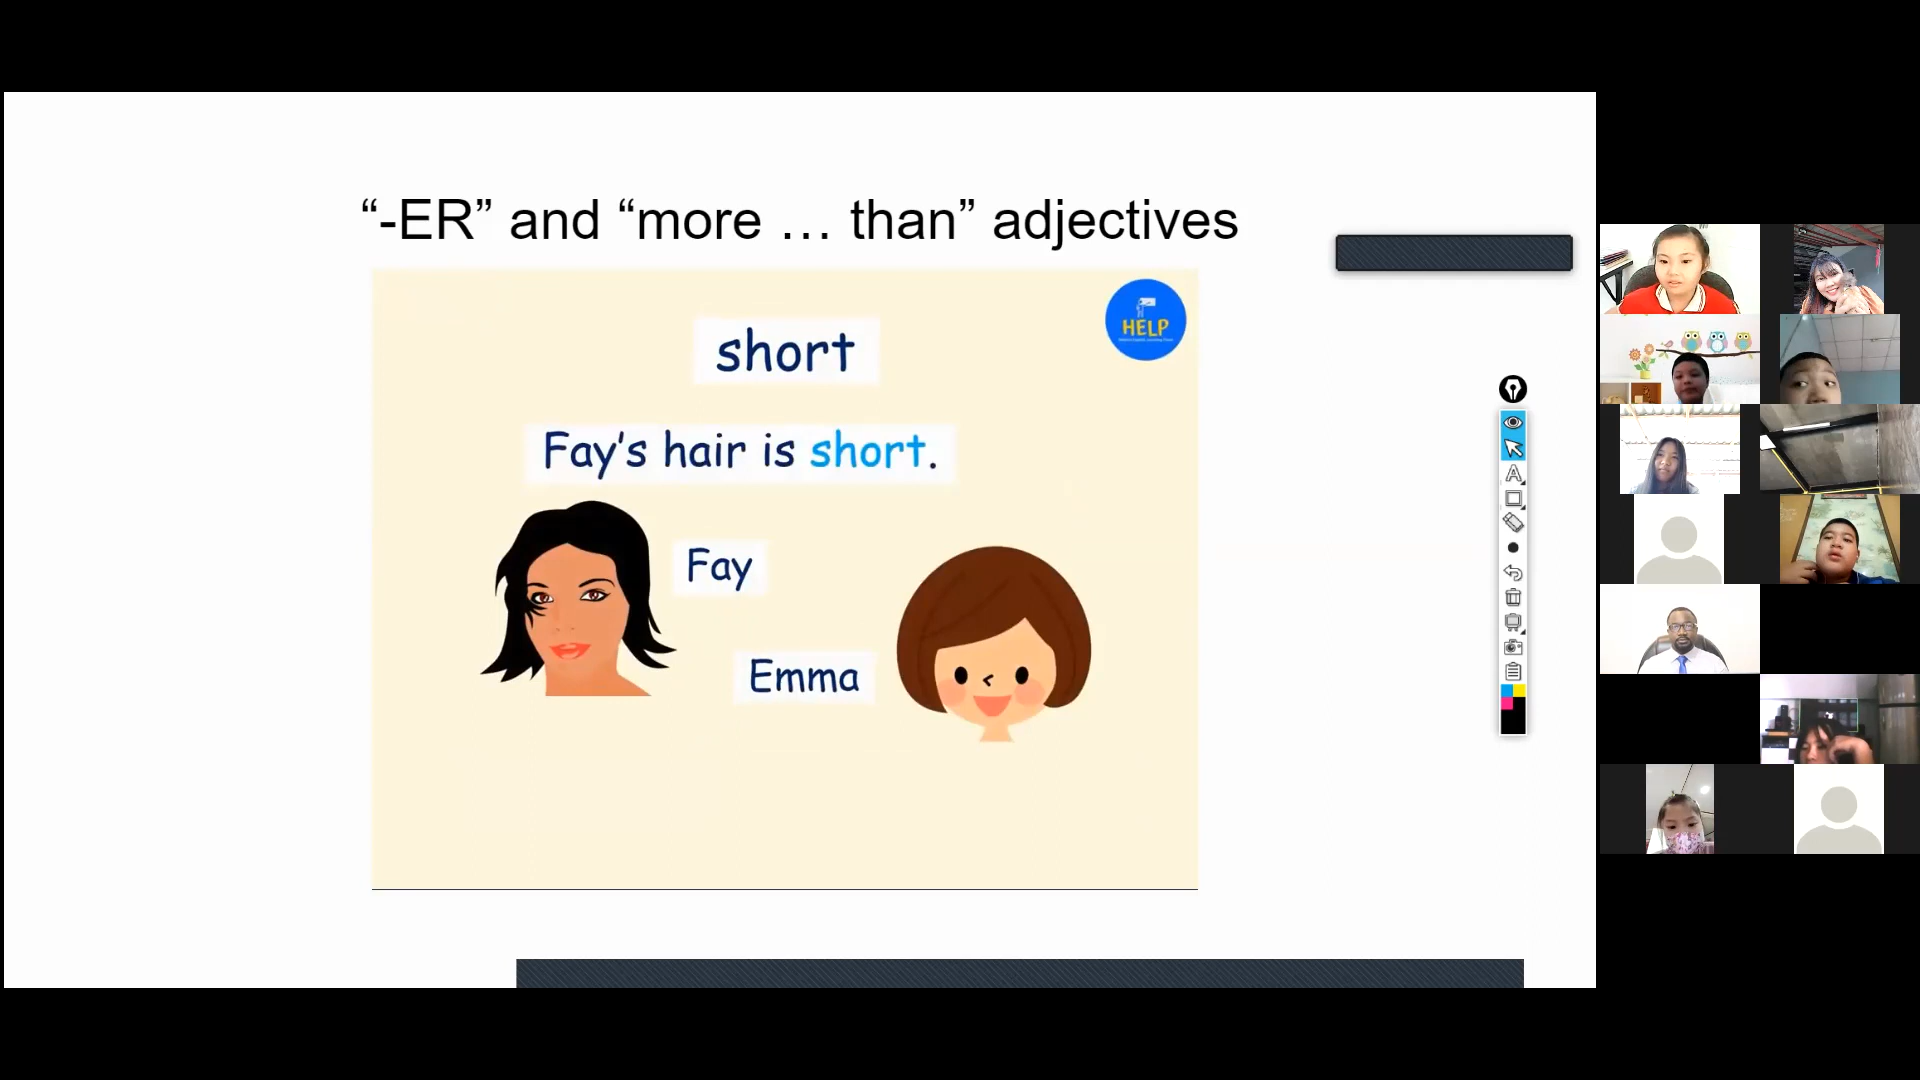 “-ER” and “more … than” adjectives
HELP
short
Fay’s hair is short.
Fay
Emma